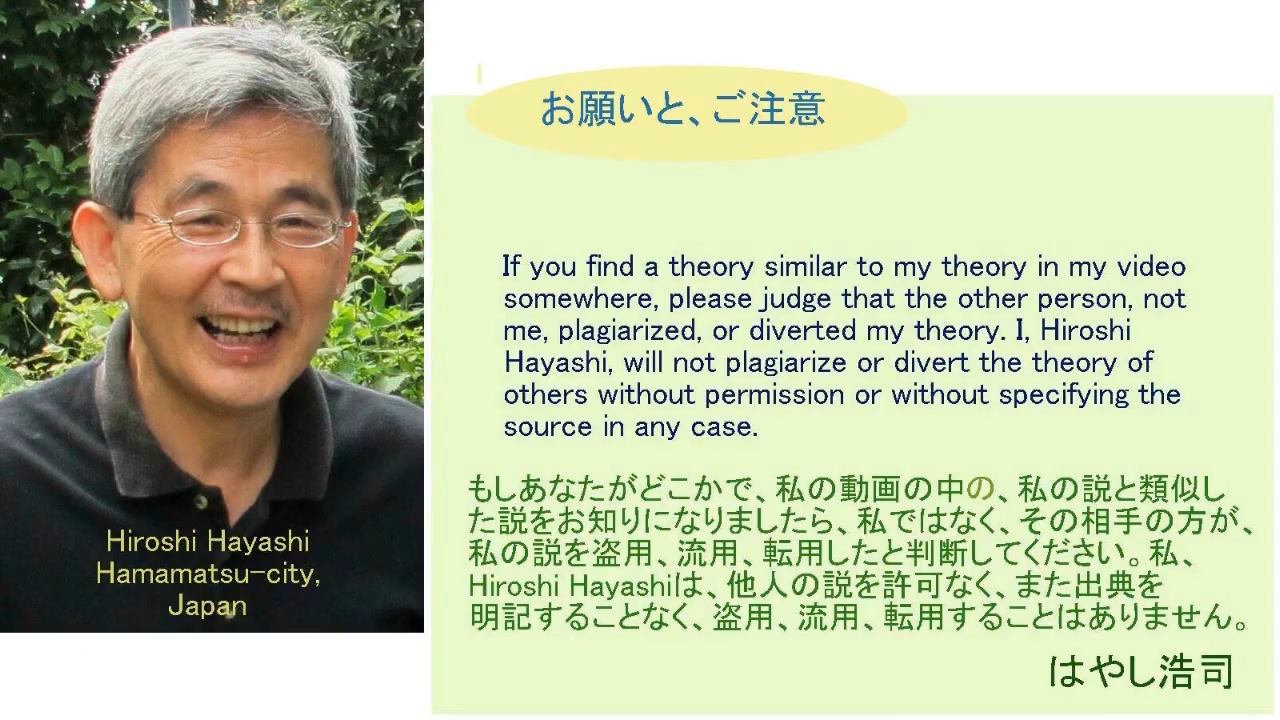 お願いと、ご注意
If you find a theory similar to my theory in my video
somewhere, please judge that the other person, not
me, plagiarized, or diverted my theory. I, Hiroshi
Hayashi, will not plagiarize or divert the theory of
others without permission or without specifying the
source in any case.
もしあなたがどこかで、私の動画の中の、私の説と類似し
た説をお知りになりましたら、私ではなく、その相手の方が、
私の説を盗用、流用、転用したと判断してください。私、
Hiroshi Hayashiは、他人の説を許可なく、また出典を
明記することなく、盗用、流用、転用することはありません。
はやし浩司
Hiroshi Hayashi
Hamamatsu-city,
Japan